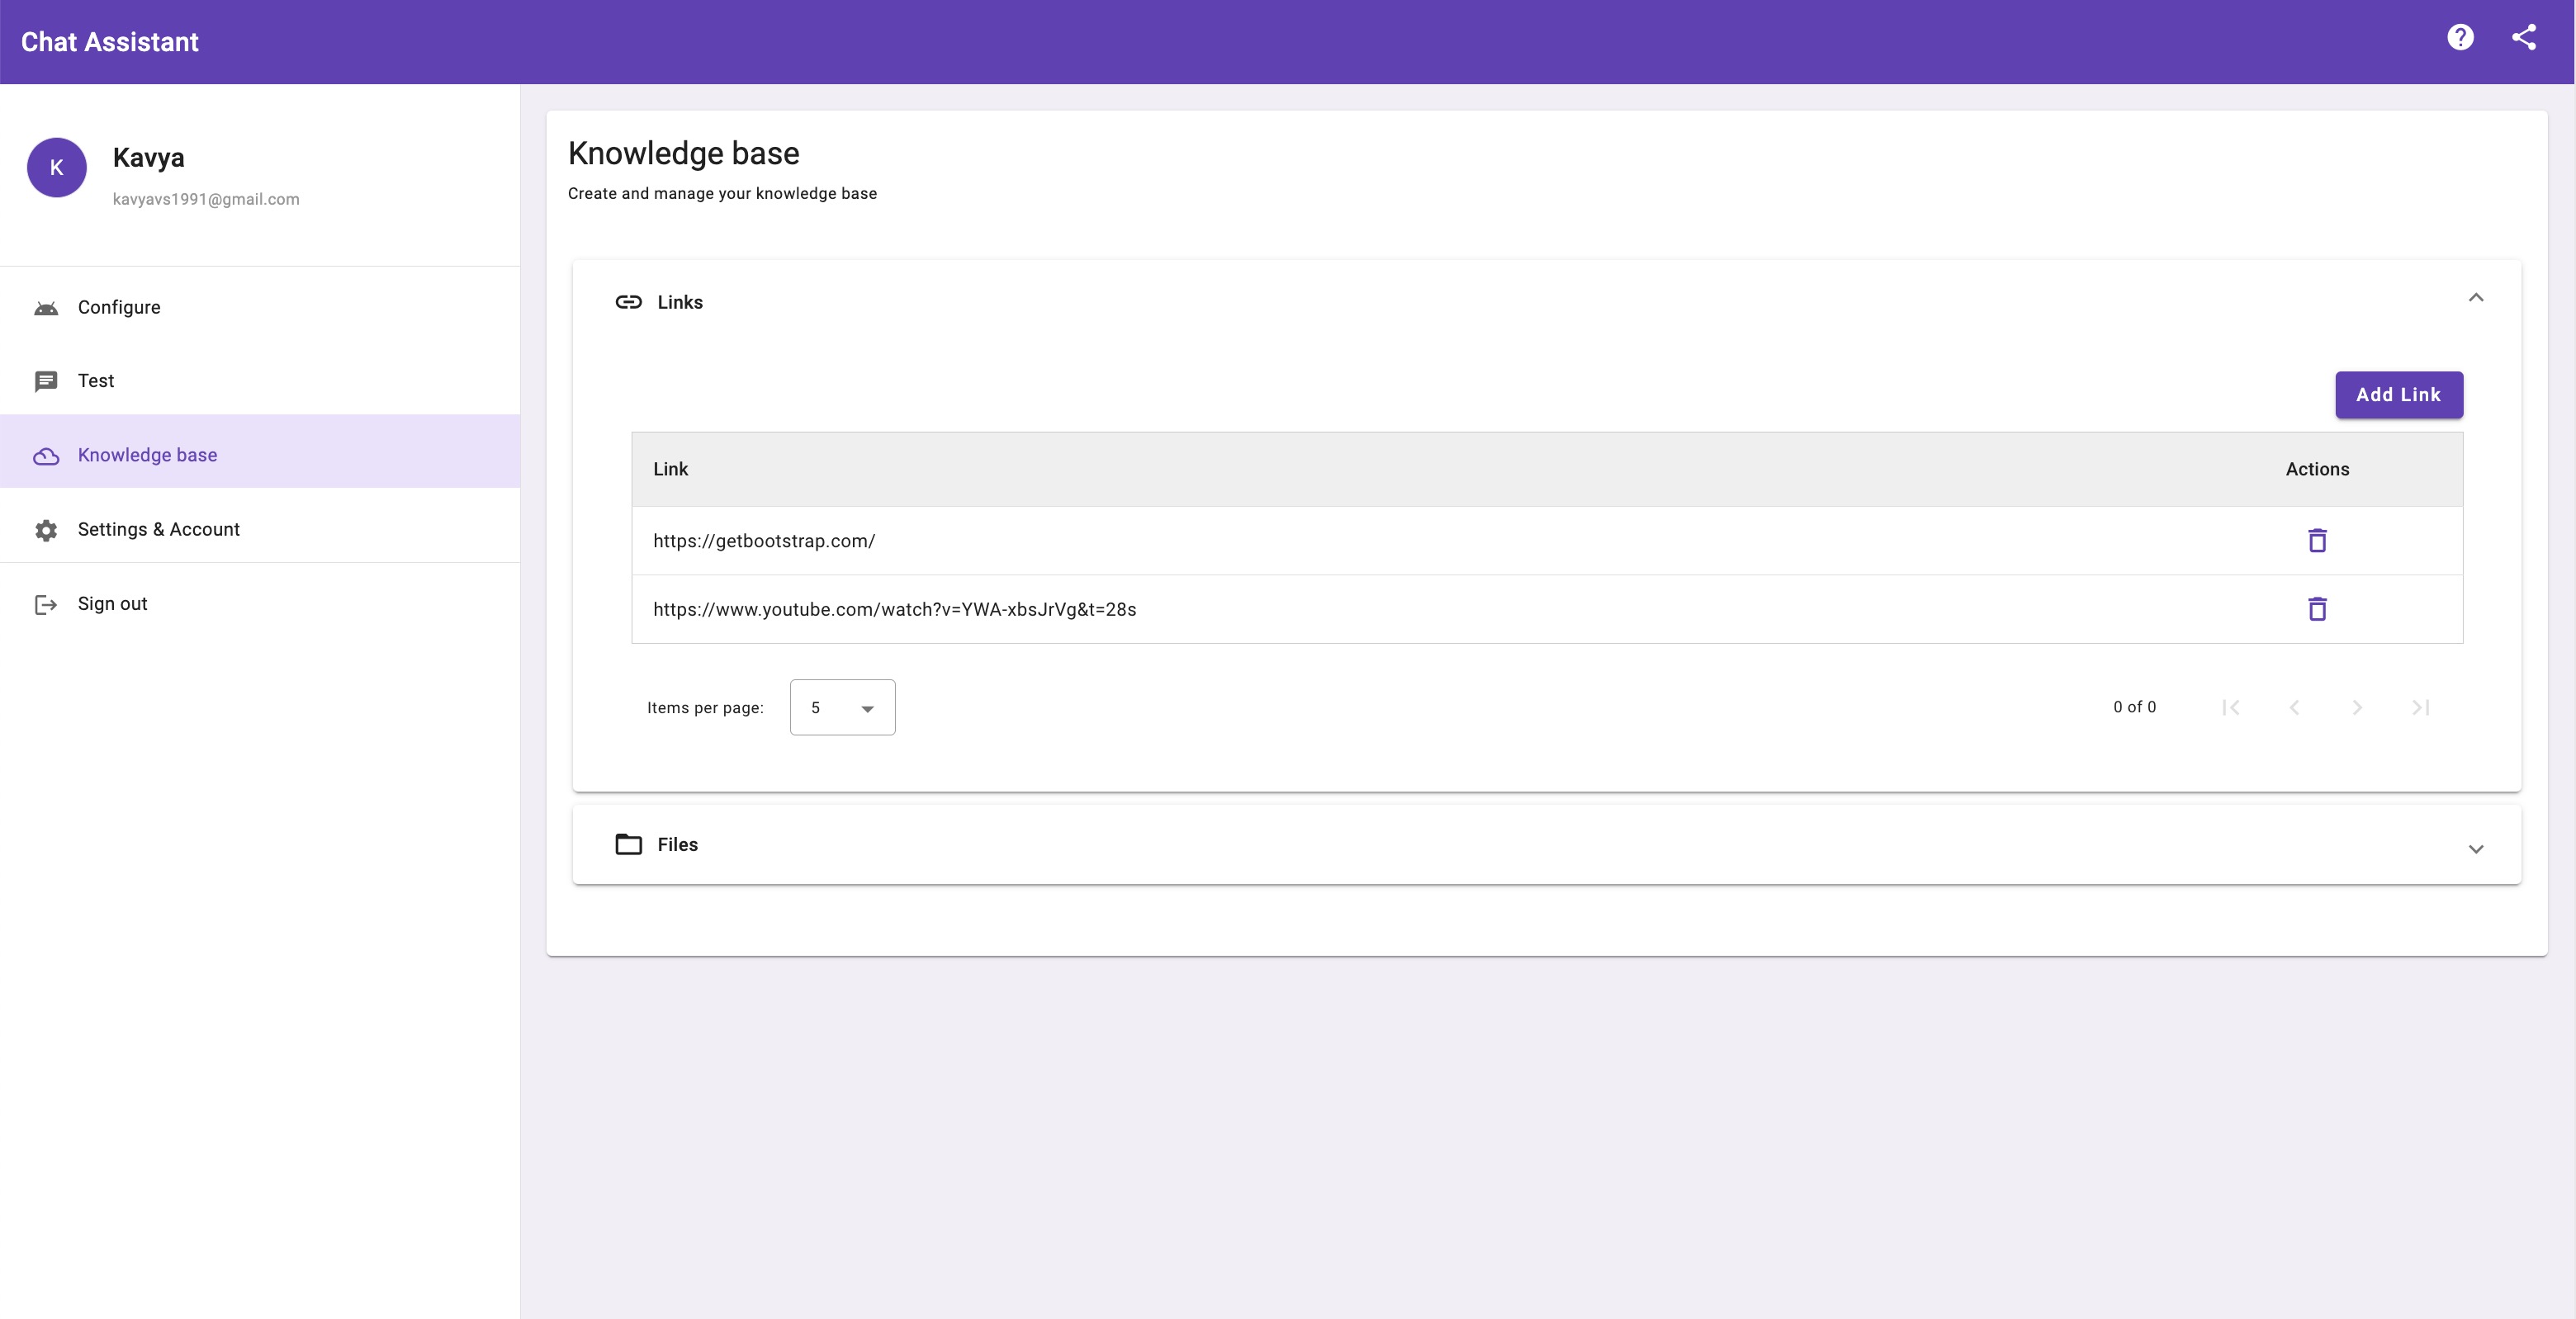 Chat Assistant
K
Kavya
kavyavs1991@gmail.com
Configure
Test
Knowledge base
Settings & Account
Sign out
Knowledge base
Create and manage your knowledge base
Links
Add Link
Link Actions
https://getbootstrap.com/
https://www.youtube.com/watch?v=YWA-xbsJrVg&t=28s
Items per page: 5 0 of 0
Files